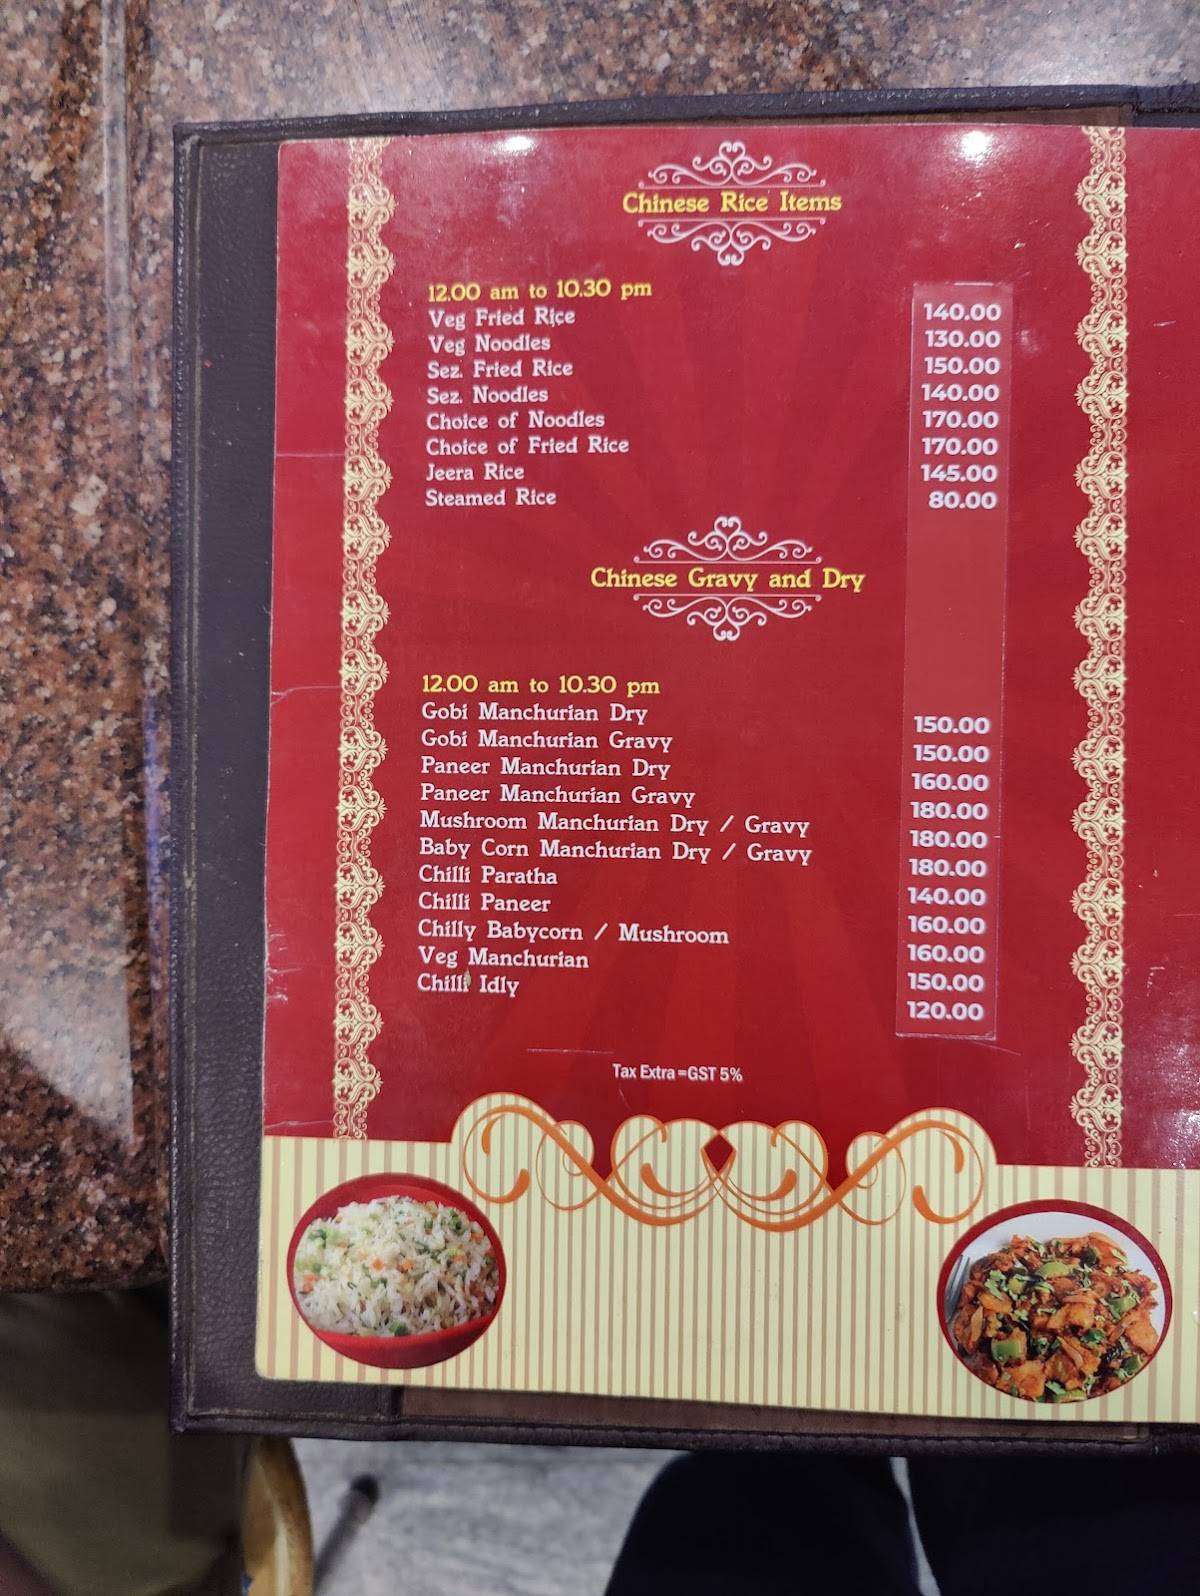 Chinese Rice Items
12.00 am to 10.30 pm
Veg Fried Rice 140.00
Veg Noodles 130.00
Sez. Fried Rice 150.00
Sez. Noodles 140.00
Choice of Noodles 170.00
Choice of Fried Rice 170.00
Jeera Rice 145.00
Steamed Rice 80.00
Chinese Gravy and Dry
12.00 am to 10.30 pm
Gobi Manchurian Dry 150.00
Gobi Manchurian Gravy 150.00
Paneer Manchurian Dry 160.00
Paneer Manchurian Gravy 180.00
Mushroom Manchurian Dry / Gravy 180.00
Baby Corn Manchurian Dry / Gravy 180.00
Chilli Paratha 140.00
Chilli Paneer 160.00
Chilly Babycorn / Mushroom 160.00
Veg Manchurian 150.00
Chilli Idly 120.00
Tax Extra=GST 5%